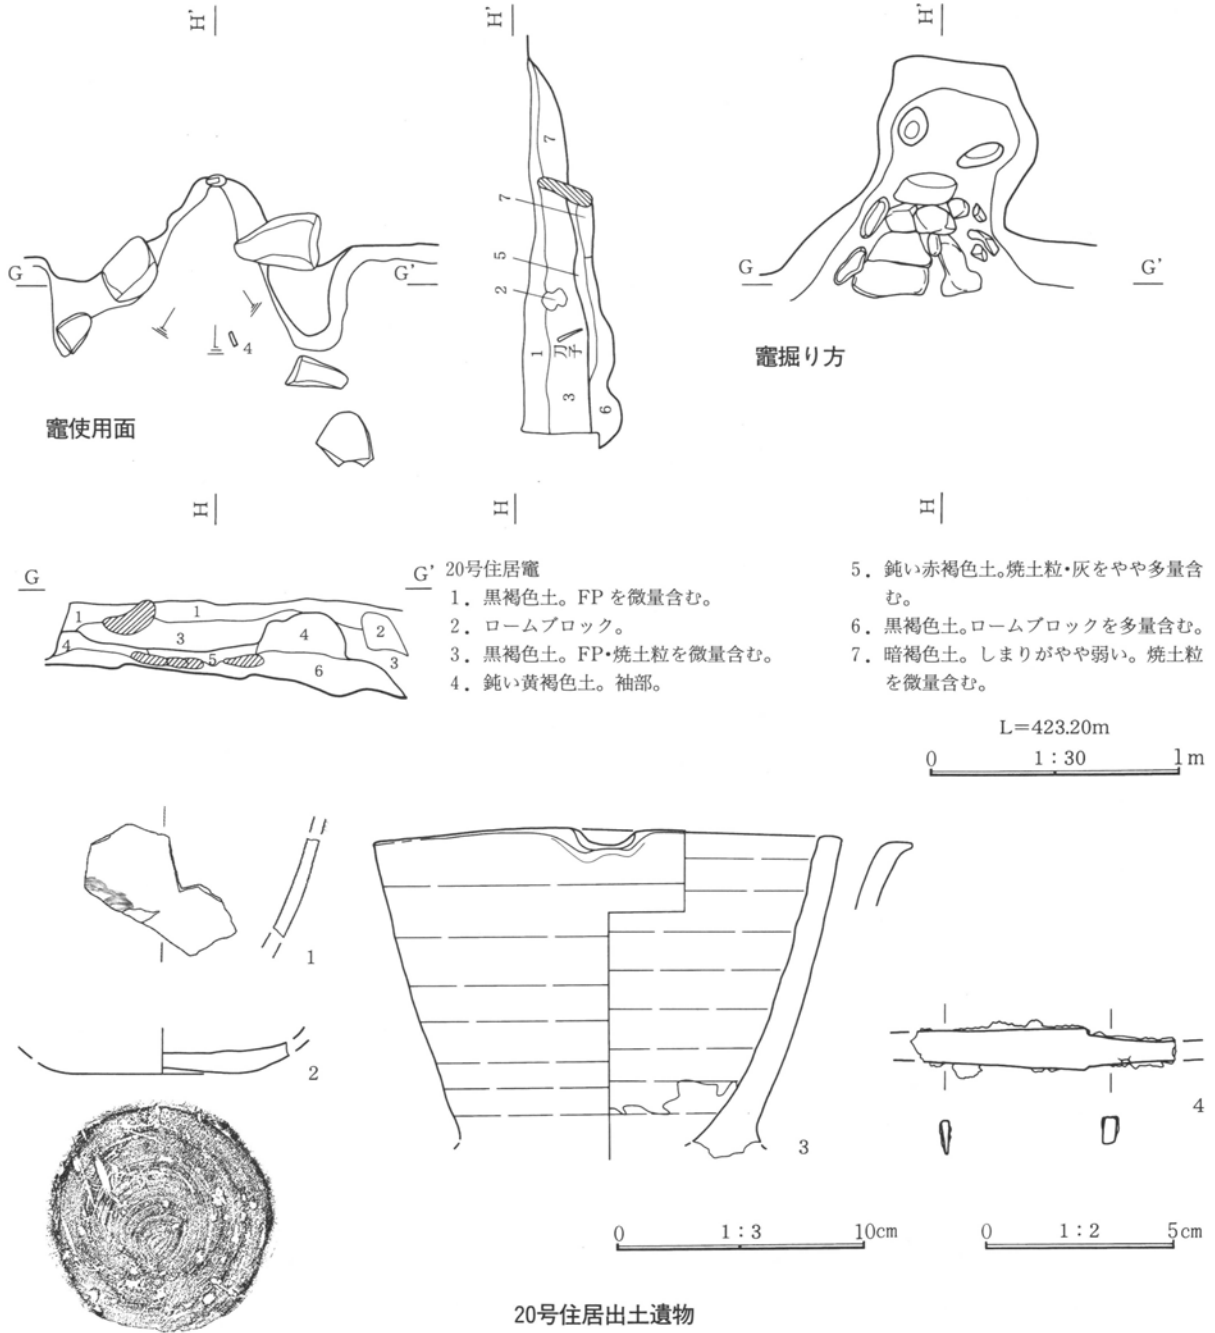 H'
H'
H'
7
7
5
2
1
刀子
3
6
G
G'
4
竈使用面
G
G'
竈掘り方
H
H
H
G
G'
1
1
2
3
4
4
5
6
3
20号住居竈
1. 黒褐色土。FPを微量含む。
2. ロームブロック。
3. 黒褐色土。FP・焼土粒を微量含む。
4. 鈍い黄褐色土。袖部。
5. 鈍い赤褐色土。焼土粒・灰をやや多量含
む。
6. 黒褐色土。ロームブロックを多量含む。
7. 暗褐色土。しまりがやや弱い。焼土粒
を微量含む。
L=423.20m
0 1:30 1m
1
2
3
4
0 1:3 10cm
0 1:2 5cm
20号住居出土遺物